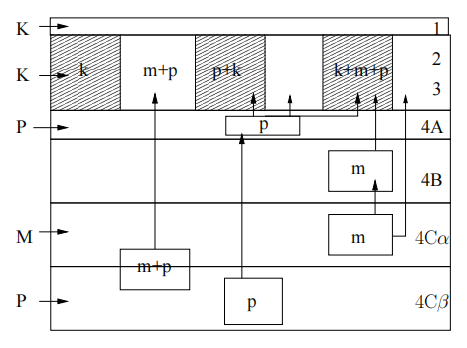 K 1
2
K k m+p p+k k+m+p
3
P p 4A
m 4B
M m 4Cα
m+p
P p 4Cβ